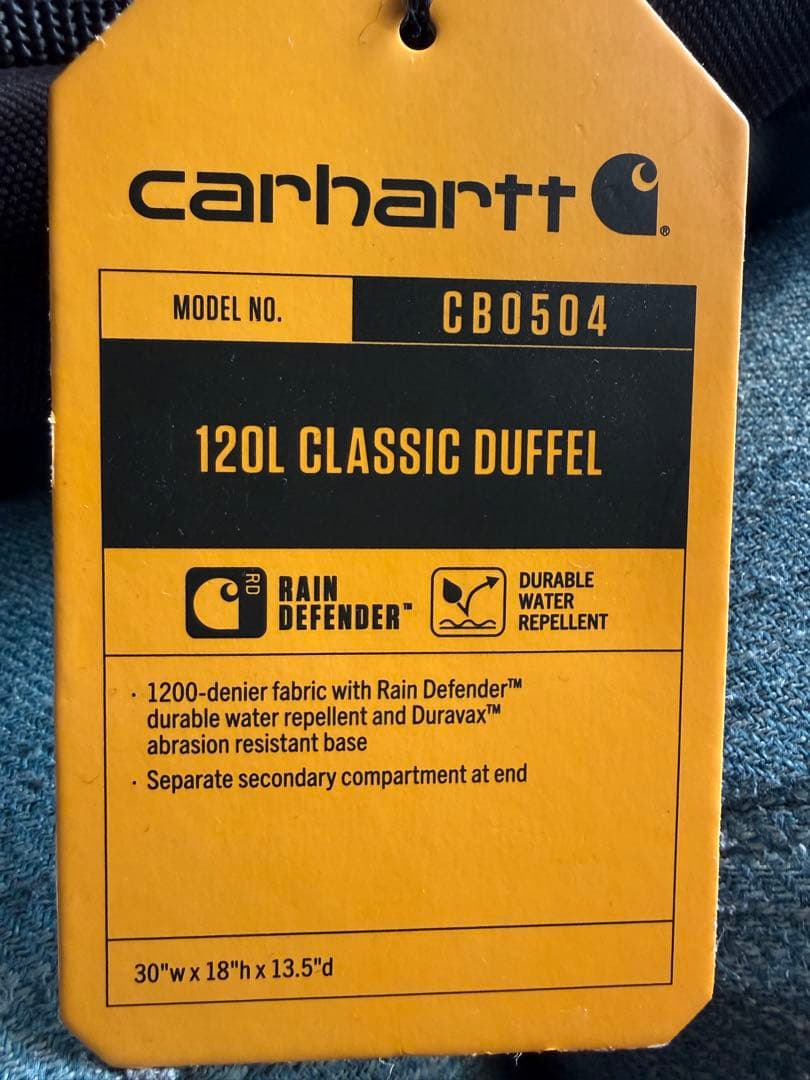 carhartt
®
MODEL NO. CB0504
120L CLASSIC DUFFEL
RD
RAIN
DEFENDER™
DURABLE
WATER
REPELLENT
· 1200-denier fabric with Rain Defender™
durable water repellent and Duravax™
abrasion resistant base
· Separate secondary compartment at end
30"w x 18"h x 13.5"d